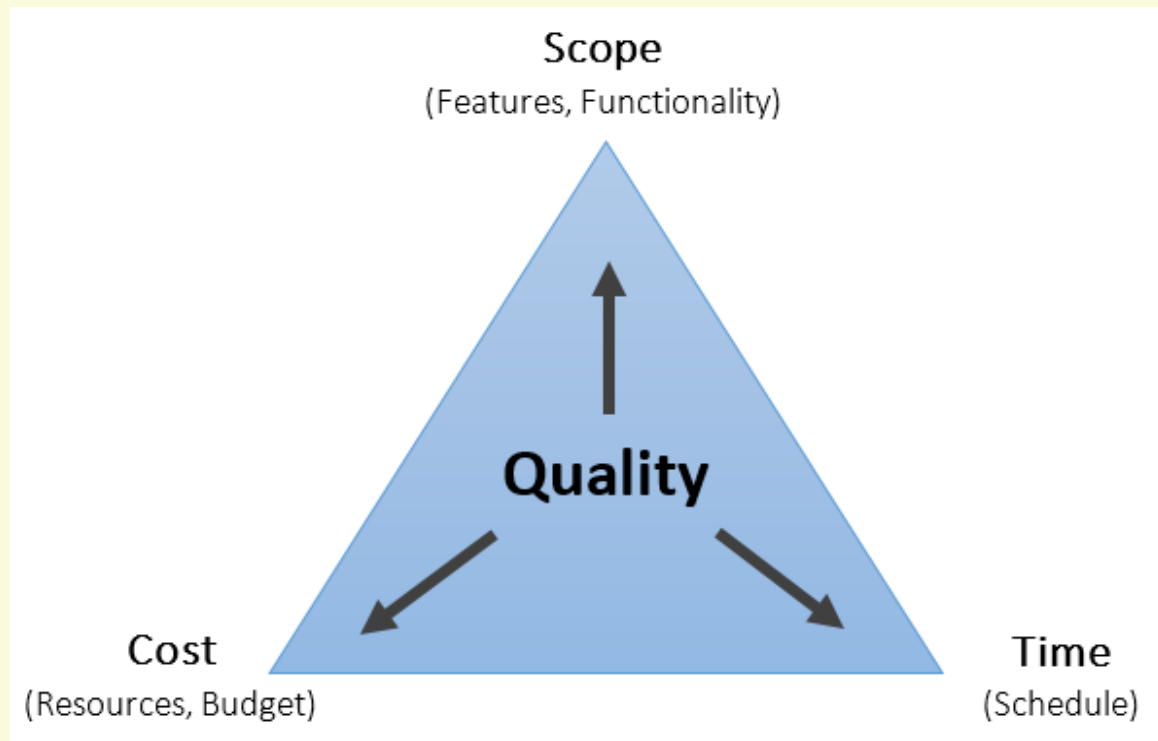 Scope
(Features, Functionality)
Quality
Cost
(Resources, Budget)
Time
(Schedule)